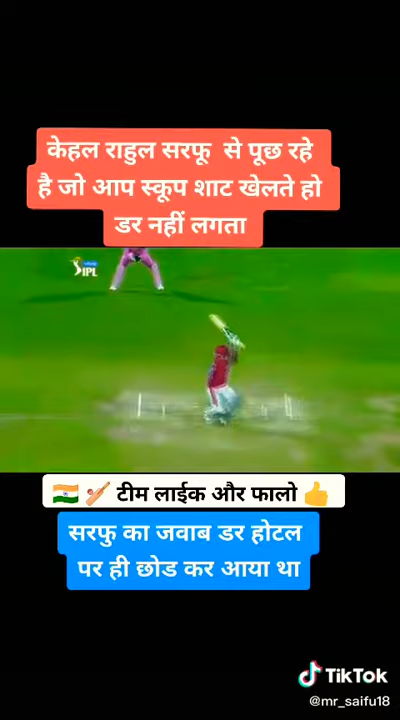 केहल राहुल सरफू से पूछ रहे
है जो आप स्कूप शाट खेलते हो
डर नहीं लगता
IPL
टीम लाईक और फालो
सरफु का जवाब डर होटल
पर ही छोड कर आया था
TikTok
@mr_saifu18